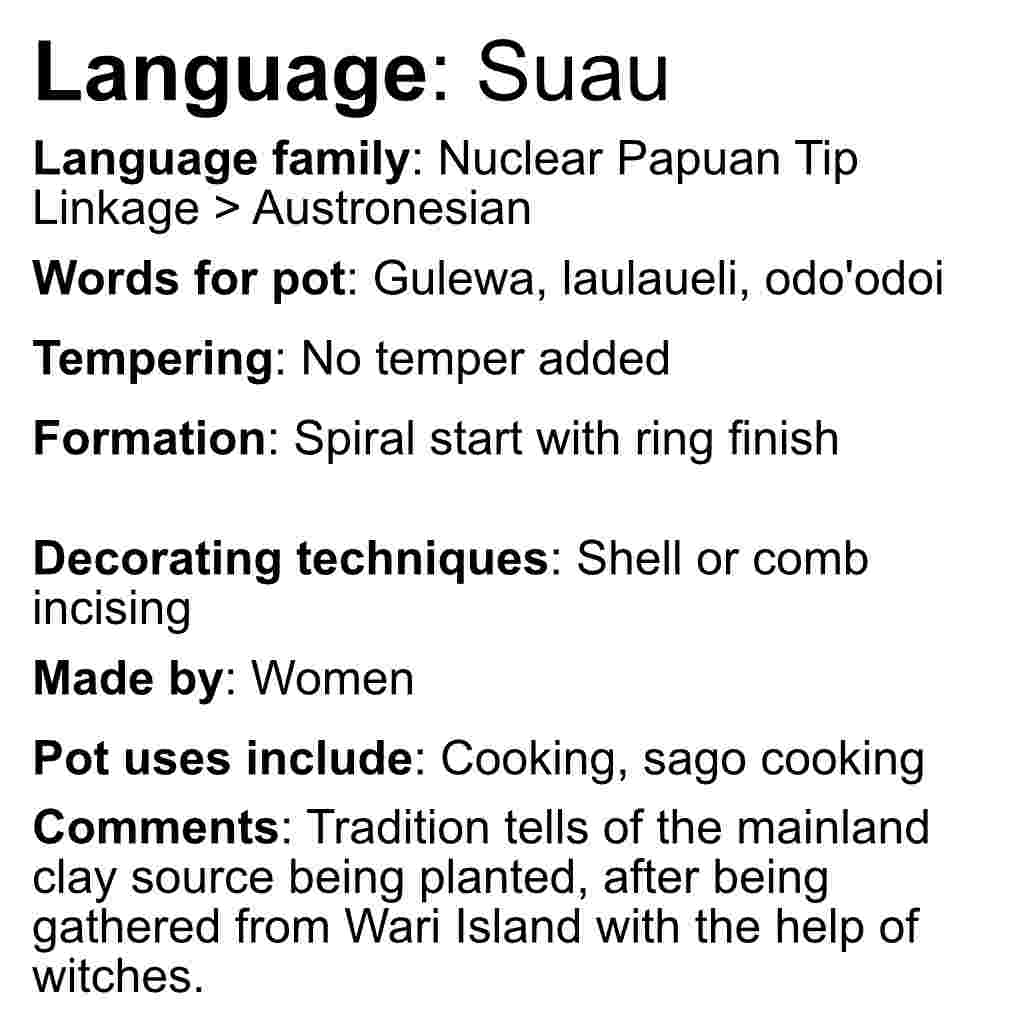 Language: Suau
Language family: Nuclear Papuan Tip
Linkage > Austronesian
Words for pot: Gulewa, laulaueli, odo'odoi
Tempering: No temper added
Formation: Spiral start with ring finish
Decorating techniques: Shell or comb
incising
Made by: Women
Pot uses include: Cooking, sago cooking
Comments: Tradition tells of the mainland
clay source being planted, after being
gathered from Wari Island with the help of
witches.